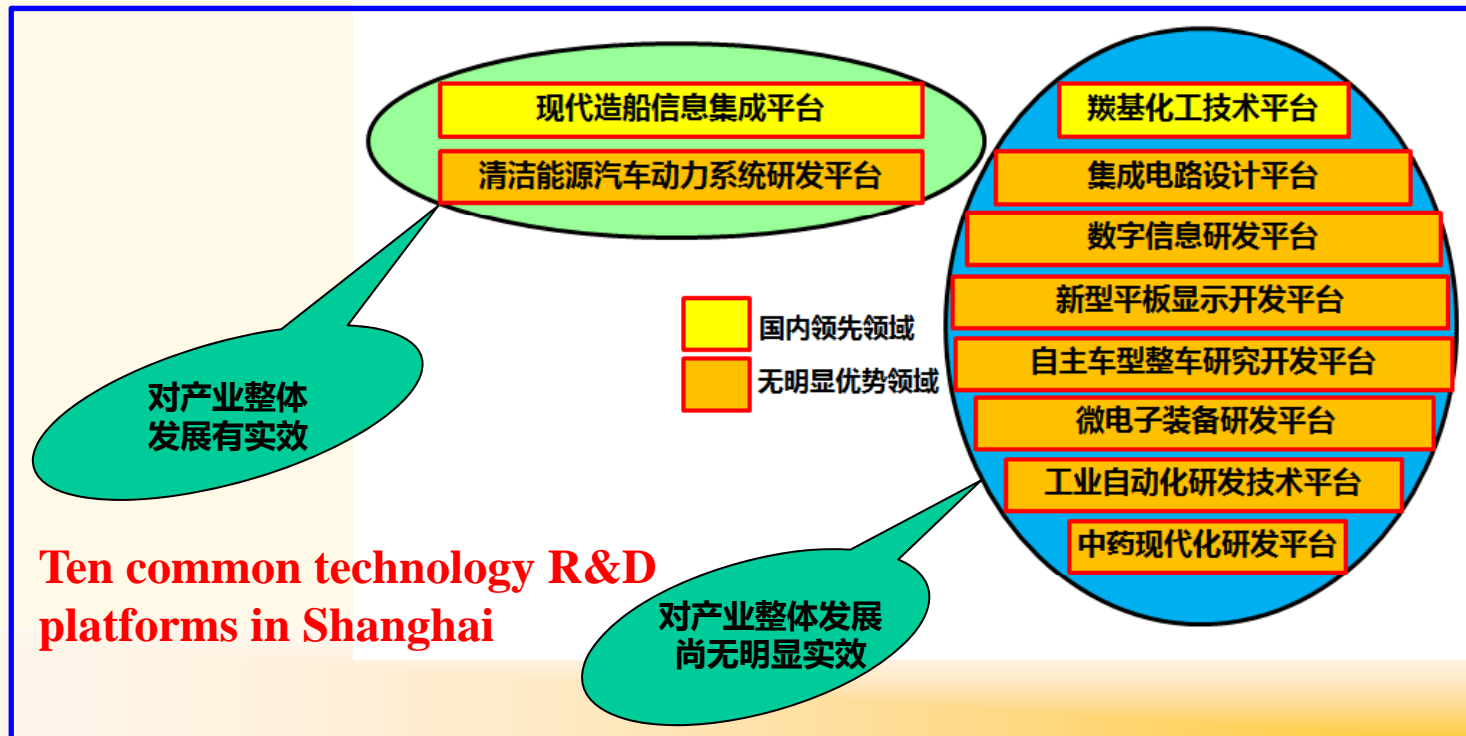 现代造船信息集成平台
清洁能源汽车动力系统研发平台
羰基化工技术平台
集成电路设计平台
数字信息研发平台
新型平板显示开发平台
自主车型整车研究开发平台
微电子装备研发平台
工业自动化研发技术平台
中药现代化研发平台
国内领先领域
无明显优势领域
对产业整体
发展有实效
Ten common technology R&D
platforms in Shanghai
对产业整体发展
尚无明显实效